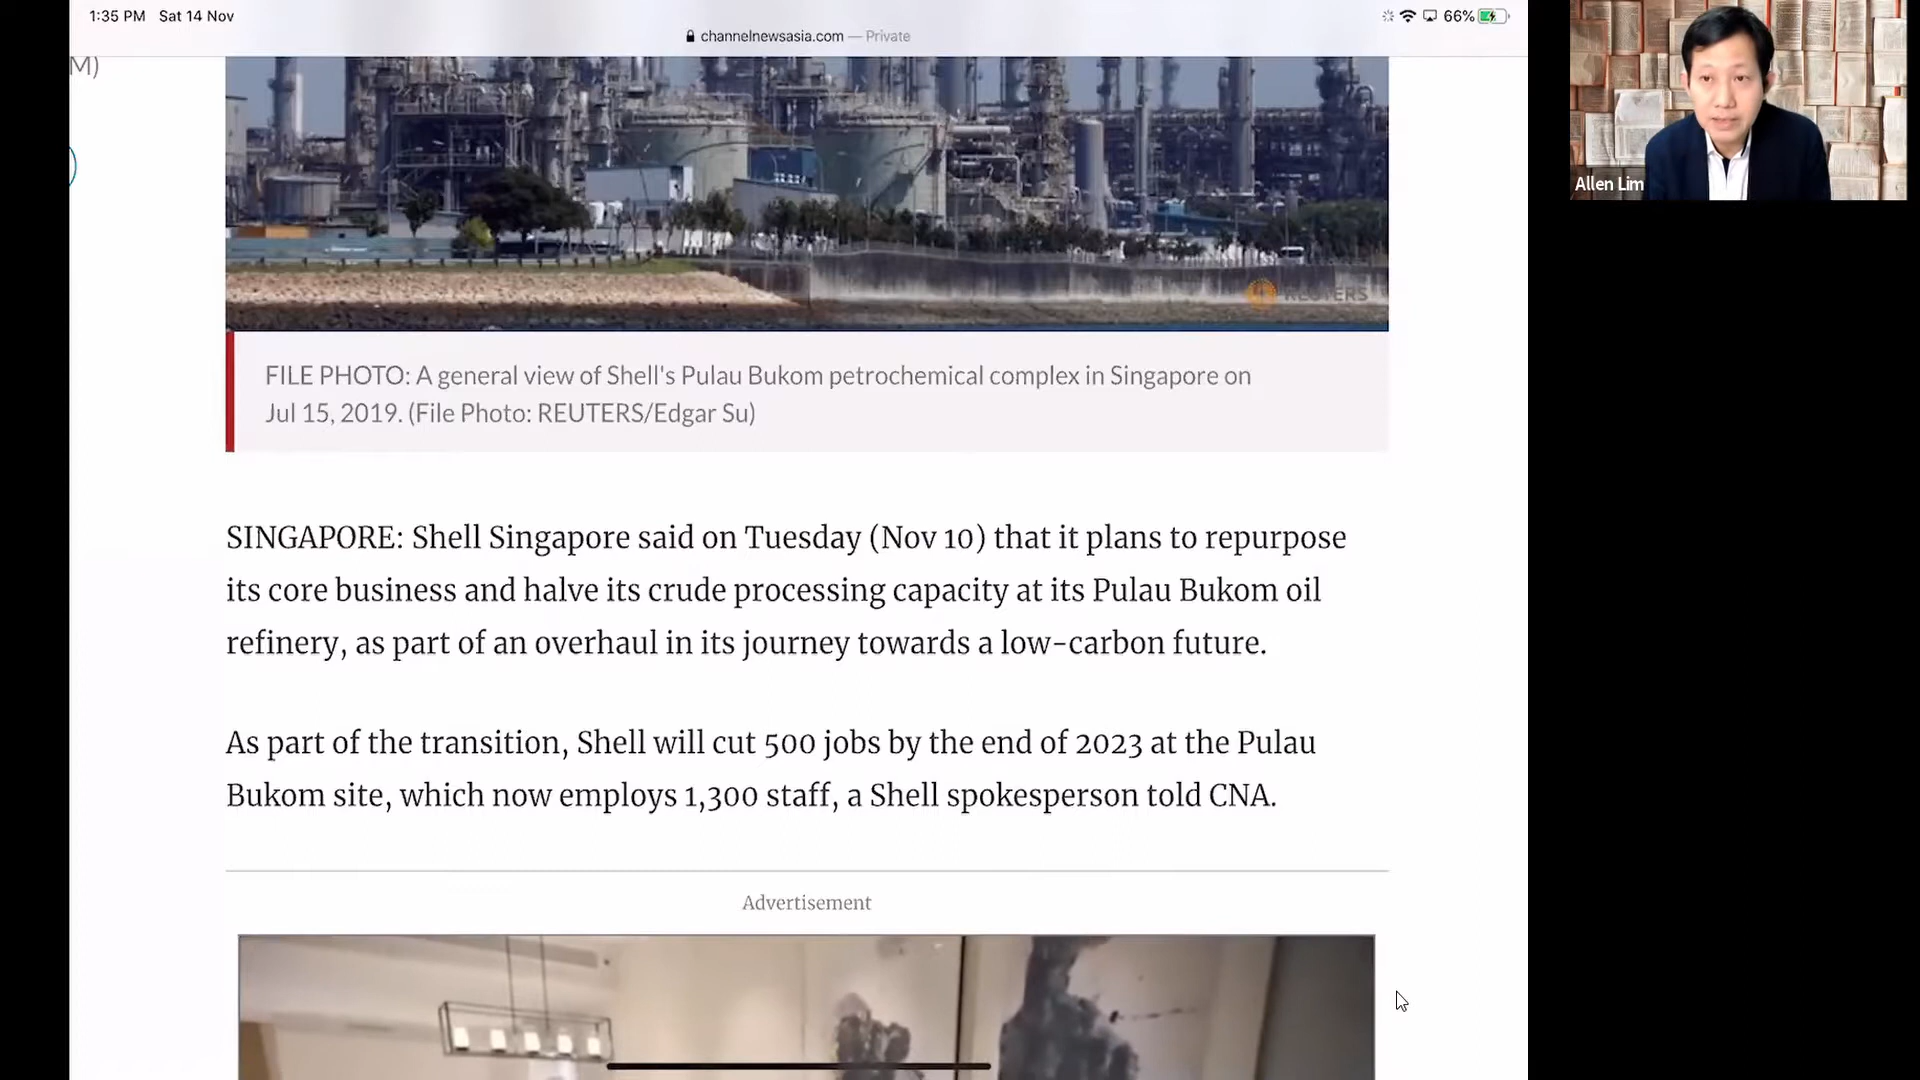 1:35 PM Sat 14 Nov
66%
channelnewsasia.com — Private
M)
Allen Lim
REUTERS
FILE PHOTO: A general view of Shell's Pulau Bukom petrochemical complex in Singapore on
Jul 15, 2019. (File Photo: REUTERS/Edgar Su)
SINGAPORE: Shell Singapore said on Tuesday (Nov 10) that it plans to repurpose
its core business and halve its crude processing capacity at its Pulau Bukom oil
refinery, as part of an overhaul in its journey towards a low-carbon future.
As part of the transition, Shell will cut 500 jobs by the end of 2023 at the Pulau
Bukom site, which now employs 1,300 staff, a Shell spokesperson told CNA.
Advertisement